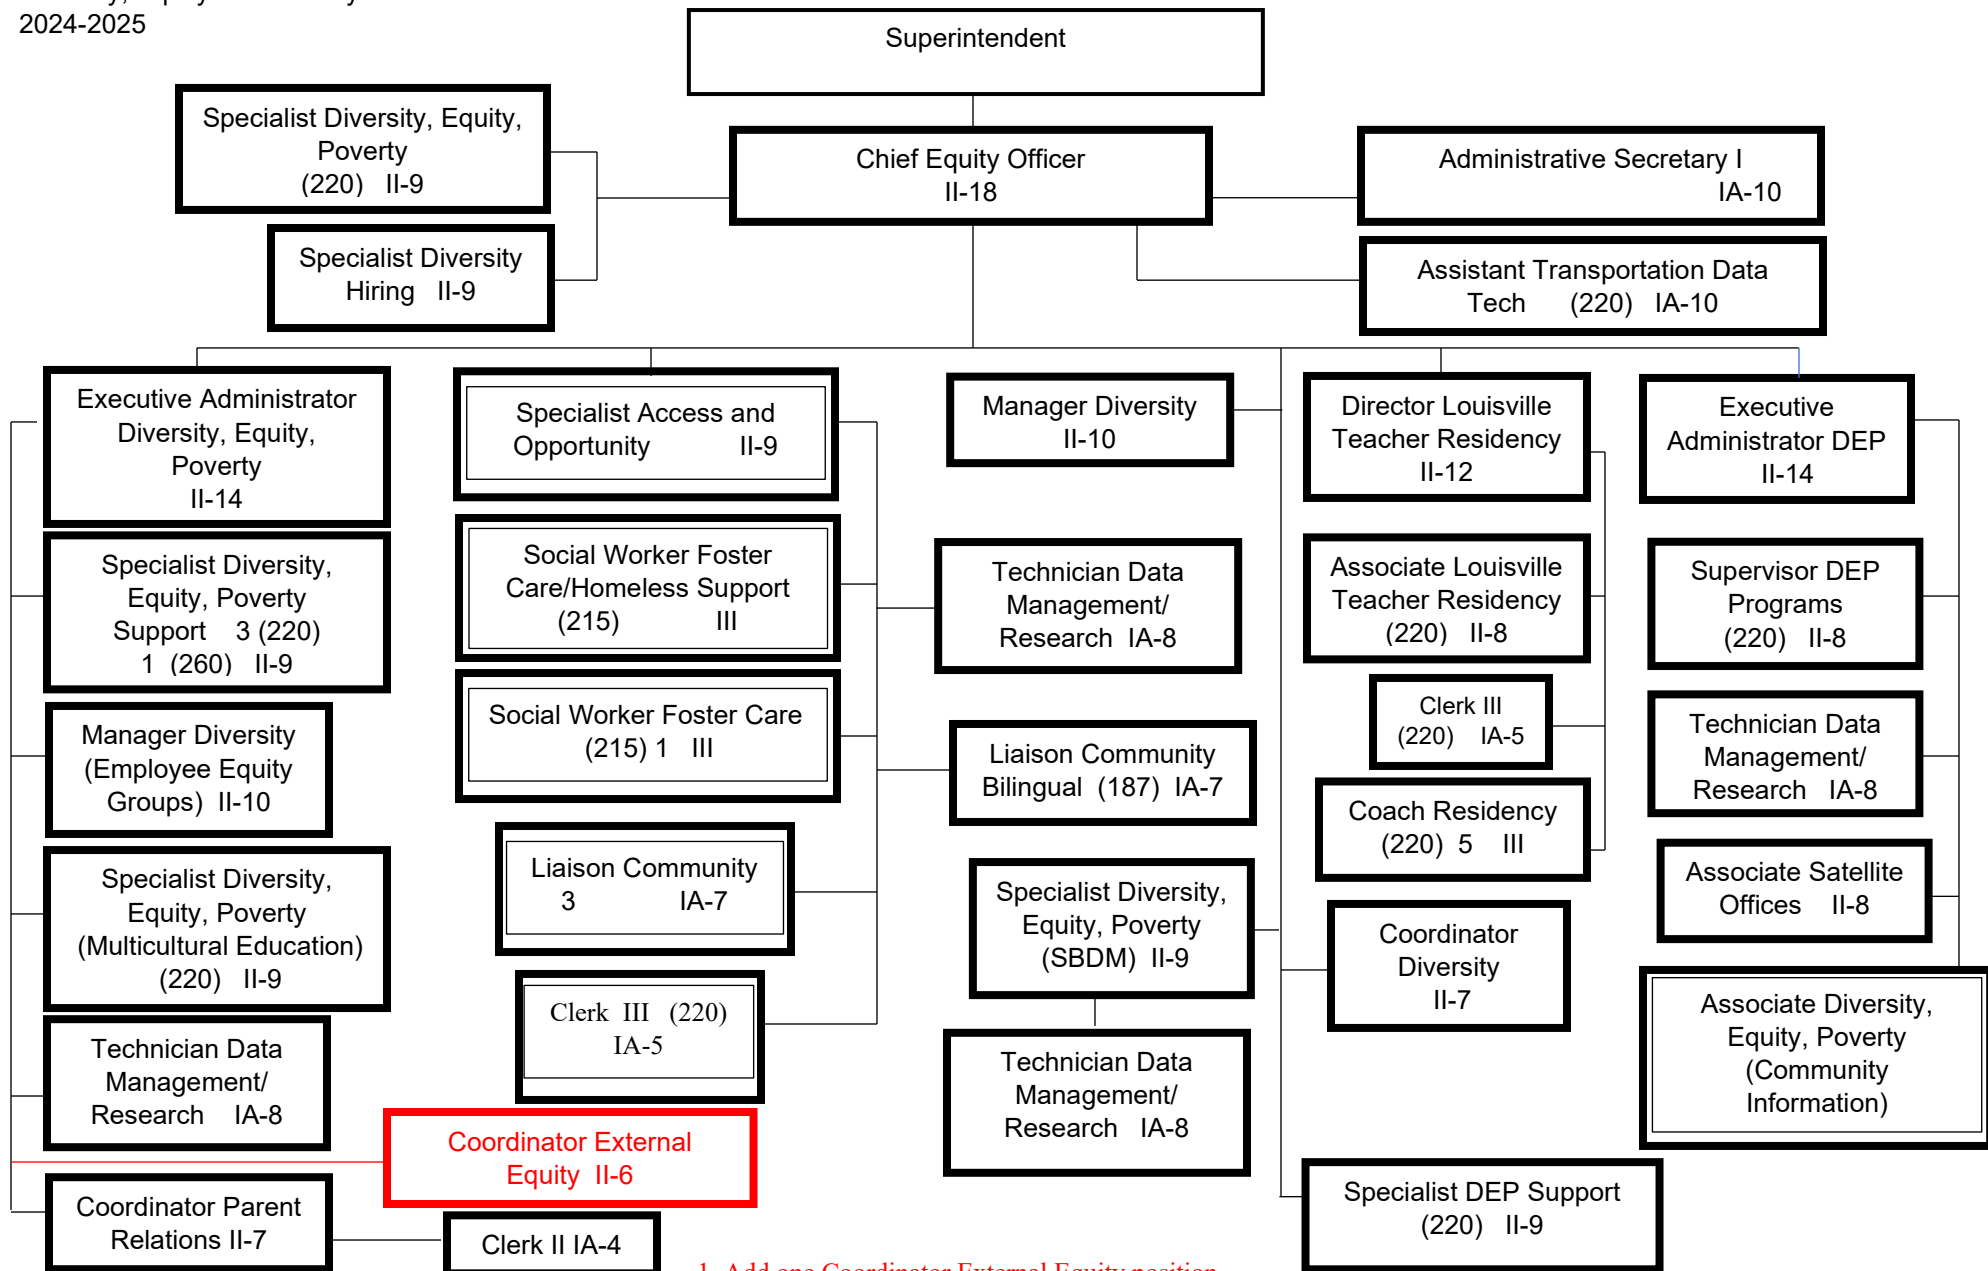 2024-2025
Superintendent
Specialist Diversity, Equity,
Poverty
(220) II-9
Chief Equity Officer
II-18
Administrative Secretary I
IA-10
Specialist Diversity
Hiring II-9
Assistant Transportation Data
Tech (220) IA-10
Executive Administrator
Diversity, Equity,
Poverty
II-14
Specialist Diversity,
Equity, Poverty
Support 3 (220)
1 (260) II-9
Manager Diversity
(Employee Equity
Groups) II-10
Specialist Diversity,
Equity, Poverty
(Multicultural Education)
(220) II-9
Technician Data
Management/
Research IA-8
Coordinator External
Equity II-6
Coordinator Parent
Relations II-7
Clerk II IA-4
Specialist Access and
Opportunity II-9
Social Worker Foster
Care/Homeless Support
(215) III
Social Worker Foster Care
(215) 1 III
Liaison Community
3 IA-7
Clerk III (220)
IA-5
Technician Data
Management/
Research IA-8
Liaison Community
Bilingual (187) IA-7
Manager Diversity
II-10
Specialist Diversity,
Equity, Poverty
(SBDM) II-9
Technician Data
Management/
Research IA-8
Coordinator
Diversity
II-7
Specialist DEP Support
(220) II-9
Director Louisville
Teacher Residency
II-12
Associate Louisville
Teacher Residency
(220) II-8
Clerk III
(220) IA-5
Coach Residency
(220) 5 III
Executive
Administrator DEP
II-14
Supervisor DEP
Programs
(220) II-8
Technician Data
Management/
Research IA-8
Associate Satellite
Offices II-8
Associate Diversity,
Equity, Poverty
(Community
Information)
1. Add one Coordinator External Equity position